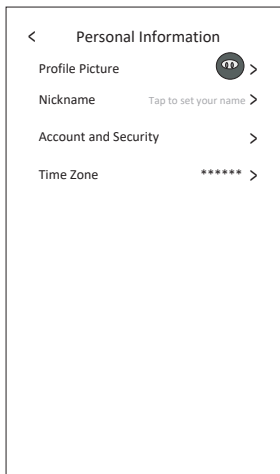 < Personal Information
Profile Picture >
Nickname Tap to set your name >
Account and Security >
Time Zone ****** >